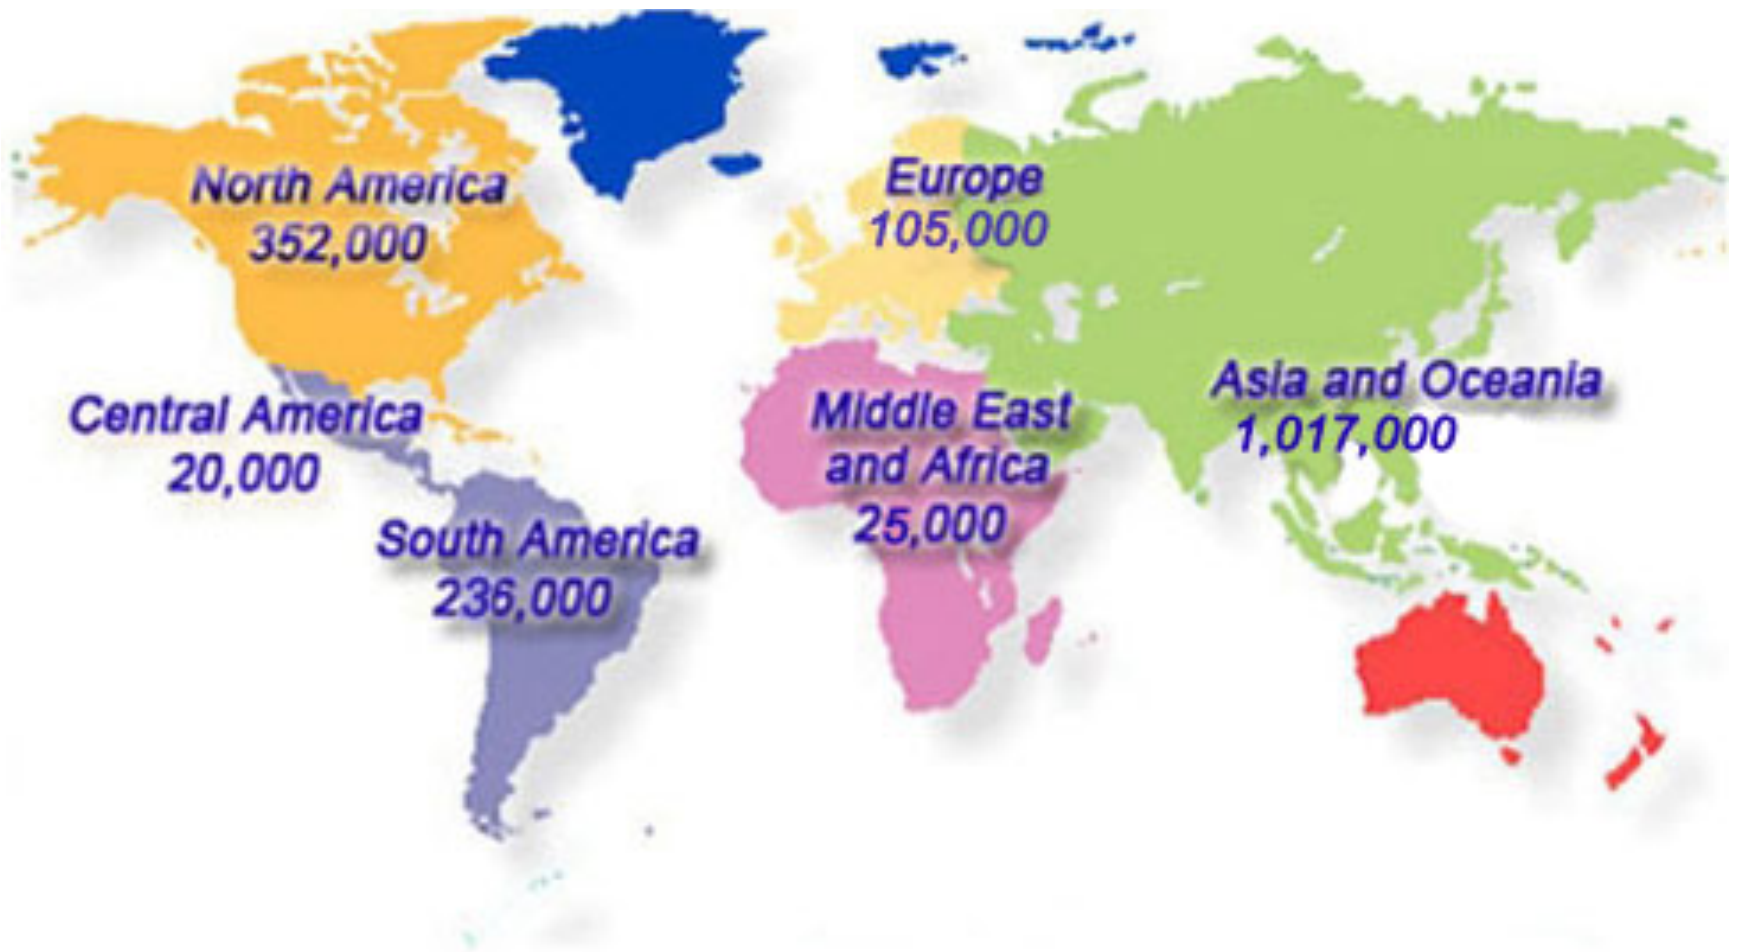 North America
352,000
Europe
105,000
Asia and Oceania
1,017,000
Central America
20,000
Middle East
and Africa
25,000
South America
236,000